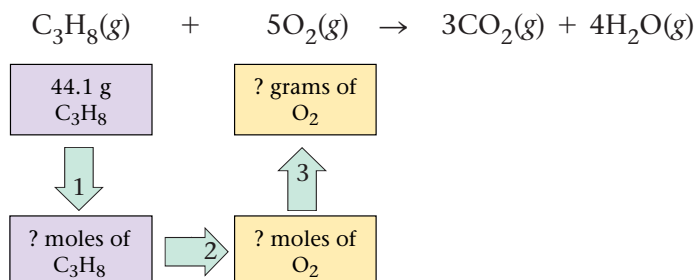 C₃H₈(g) + 5O₂(g) → 3CO₂(g) + 4H₂O(g)
44.1 g
C₃H₈
? grams of
O₂
1
3
? moles of
C₃H₈
2
? moles of
O₂